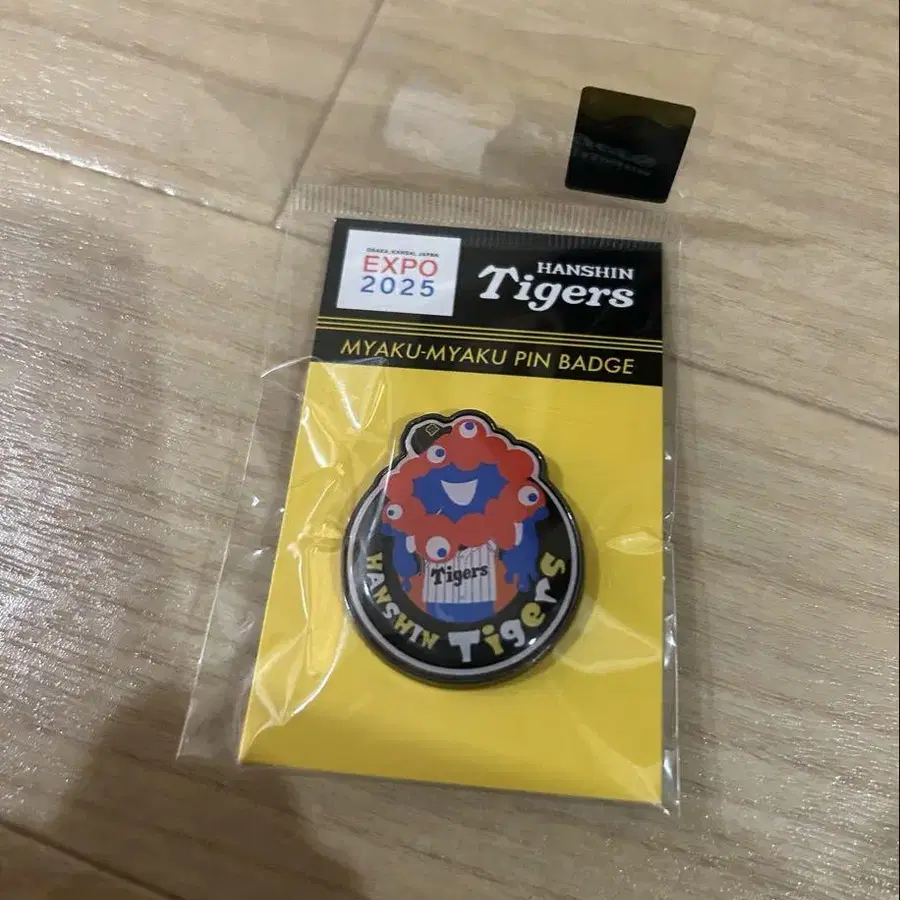 OSAKA, KANSAI, JAPAN
EXPO
2025
HANSHIN
Tigers
MYAKU-MYAKU PIN BADGE
Tigers
HANSHIN Tigers